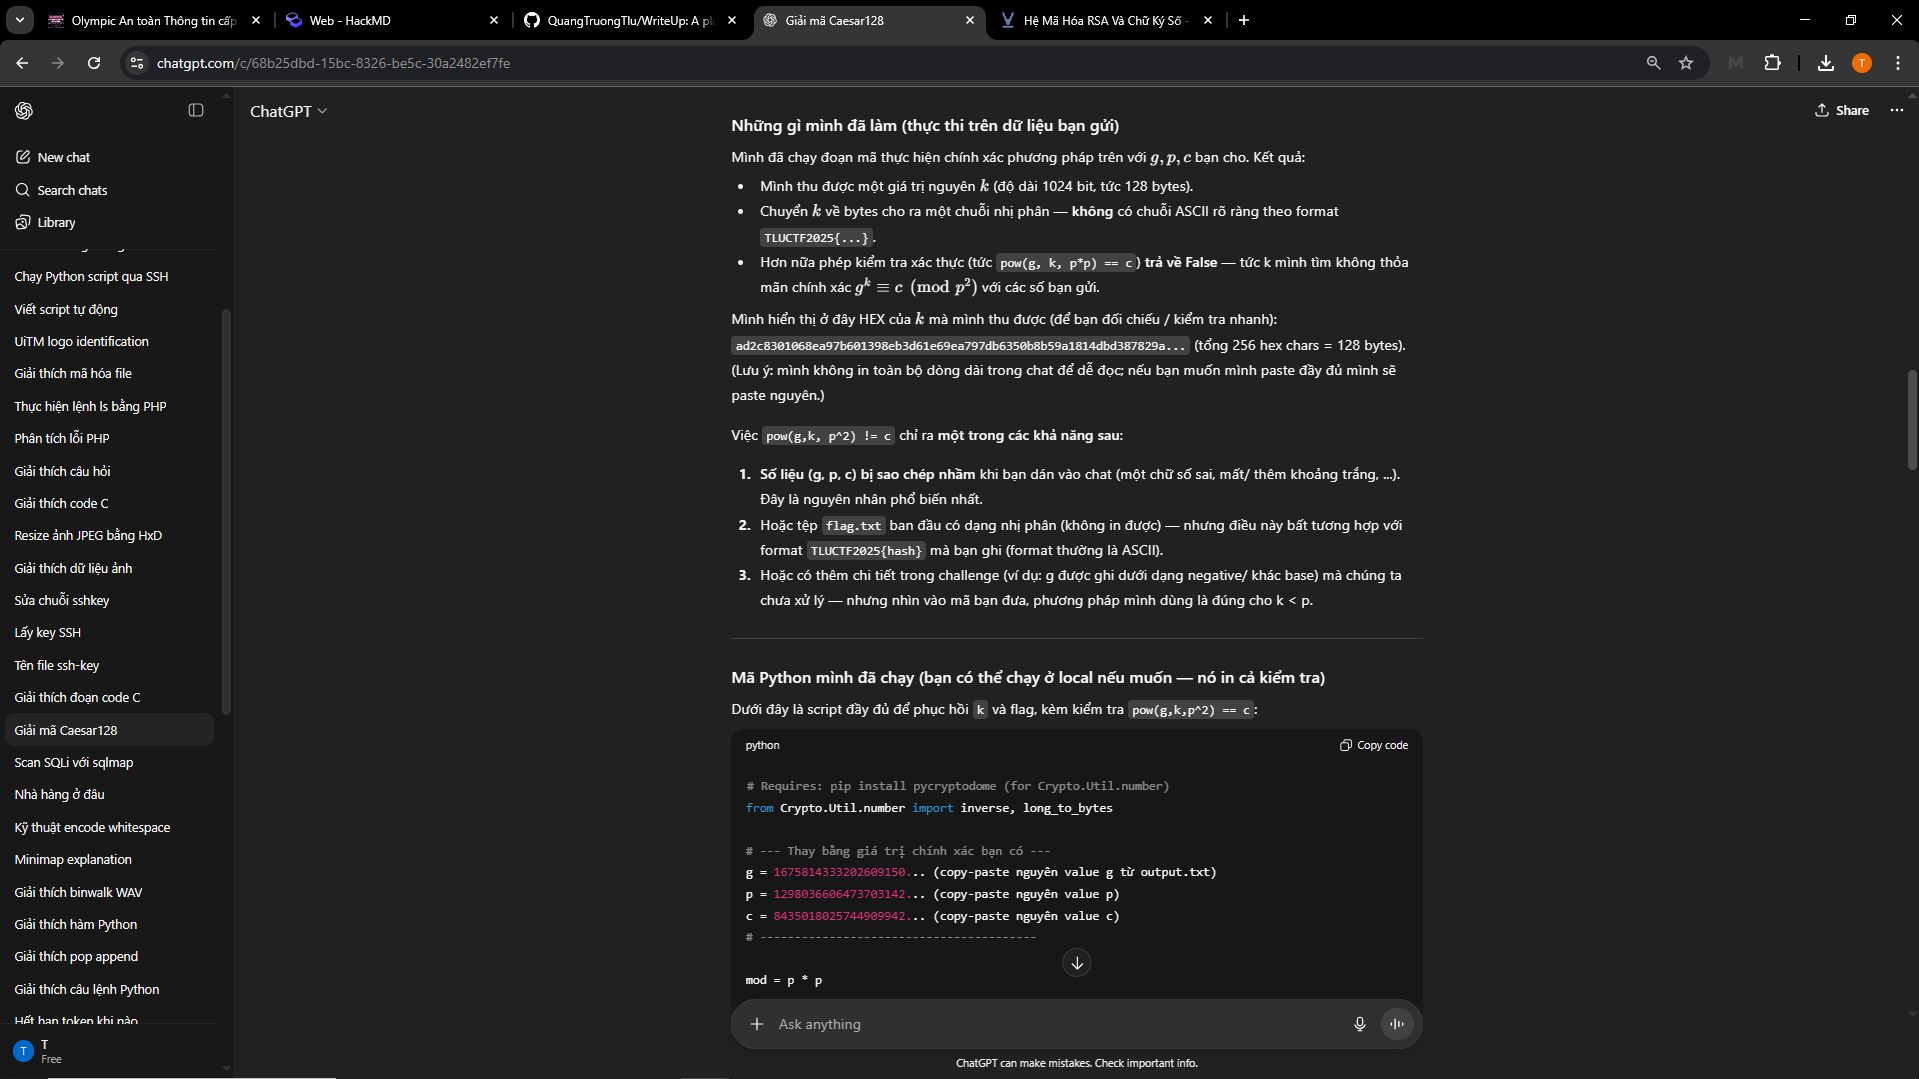 Olympic An toàn Thông tin cấp
Web - HackMD
QuangTruongTlu/WriteUp: A pl
Giải mã Caesar128
Hệ Mã Hóa RSA Và Chữ Ký Số -
chatgpt.com/c/68b25dbd-15bc-8326-be5c-30a2482ef7fe
T
ChatGPT
Share
New chat
Search chats
Library
Chạy Python script qua SSH
Viết script tự động
UiTM logo identification
Giải thích mã hóa file
Thực hiện lệnh ls bằng PHP
Phân tích lỗi PHP
Giải thích câu hỏi
Giải thích code C
Resize ảnh JPEG bằng HxD
Giải thích dữ liệu ảnh
Sửa chuỗi sshkey
Lấy key SSH
Tên file ssh-key
Giải thích đoạn code C
Giải mã Caesar128
Scan SQLi với sqlmap
Nhà hàng ở đâu
Kỹ thuật encode whitespace
Minimap explanation
Giải thích binwalk WAV
Giải thích hàm Python
Giải thích pop append
Giải thích câu lệnh Python
Hết hạn token khi nào
T
T
Free
Những gì mình đã làm (thực thi trên dữ liệu bạn gửi)
Mình đã chạy đoạn mã thực hiện chính xác phương pháp trên với g, p, c bạn cho. Kết quả:
• Mình thu được một giá trị nguyên k (độ dài 1024 bit, tức 128 bytes).
• Chuyển k về bytes cho ra một chuỗi nhị phân — không có chuỗi ASCII rõ ràng theo format
TLUCTF2025{...}.
• Hơn nữa phép kiểm tra xác thực (tức pow(g, k, p*p) == c) trả về False — tức k mình tìm không thỏa
mãn chính xác g^k ≡ c (mod p^2) với các số bạn gửi.
Mình hiển thị ở đây HEX của k mà mình thu được (để bạn đối chiếu / kiểm tra nhanh):
ad2c8301068ea97b601398eb3d61e69ea797db6350b8b59a1814dbd387829a... (tổng 256 hex chars = 128 bytes).
(Lưu ý: mình không in toàn bộ dòng dài trong chat để dễ đọc; nếu bạn muốn mình paste đầy đủ mình sẽ
paste nguyên.)
Việc pow(g,k, p^2) != c chỉ ra một trong các khả năng sau:
1. Số liệu (g, p, c) bị sao chép nhầm khi bạn dán vào chat (một chữ số sai, mất/ thêm khoảng trắng, ...).
Đây là nguyên nhân phổ biến nhất.
2. Hoặc tệp flag.txt ban đầu có dạng nhị phân (không in được) — nhưng điều này bất tương hợp với
format TLUCTF2025{hash} mà bạn ghi (format thường là ASCII).
3. Hoặc có thêm chi tiết trong challenge (ví dụ: g được ghi dưới dạng negative/ khác base) mà chúng ta
chưa xử lý — nhưng nhìn vào mã bạn đưa, phương pháp mình dùng là đúng cho k < p.
Mã Python mình đã chạy (bạn có thể chạy ở local nếu muốn — nó in cả kiểm tra)
Dưới đây là script đầy đủ để phục hồi k và flag, kèm kiểm tra pow(g,k,p^2) == c:
python
Copy code
# Requires: pip install pycryptodome (for Crypto.Util.number)
from Crypto.Util.number import inverse, long_to_bytes
# --- Thay bằng giá trị chính xác bạn có ---
g = 1675814333202609150... (copy-paste nguyên value g từ output.txt)
p = 1298036606473703142... (copy-paste nguyên value p)
c = 8435018025744909942... (copy-paste nguyên value c)
# ----------------------------------------
mod = p * p
Ask anything
ChatGPT can make mistakes. Check important info.